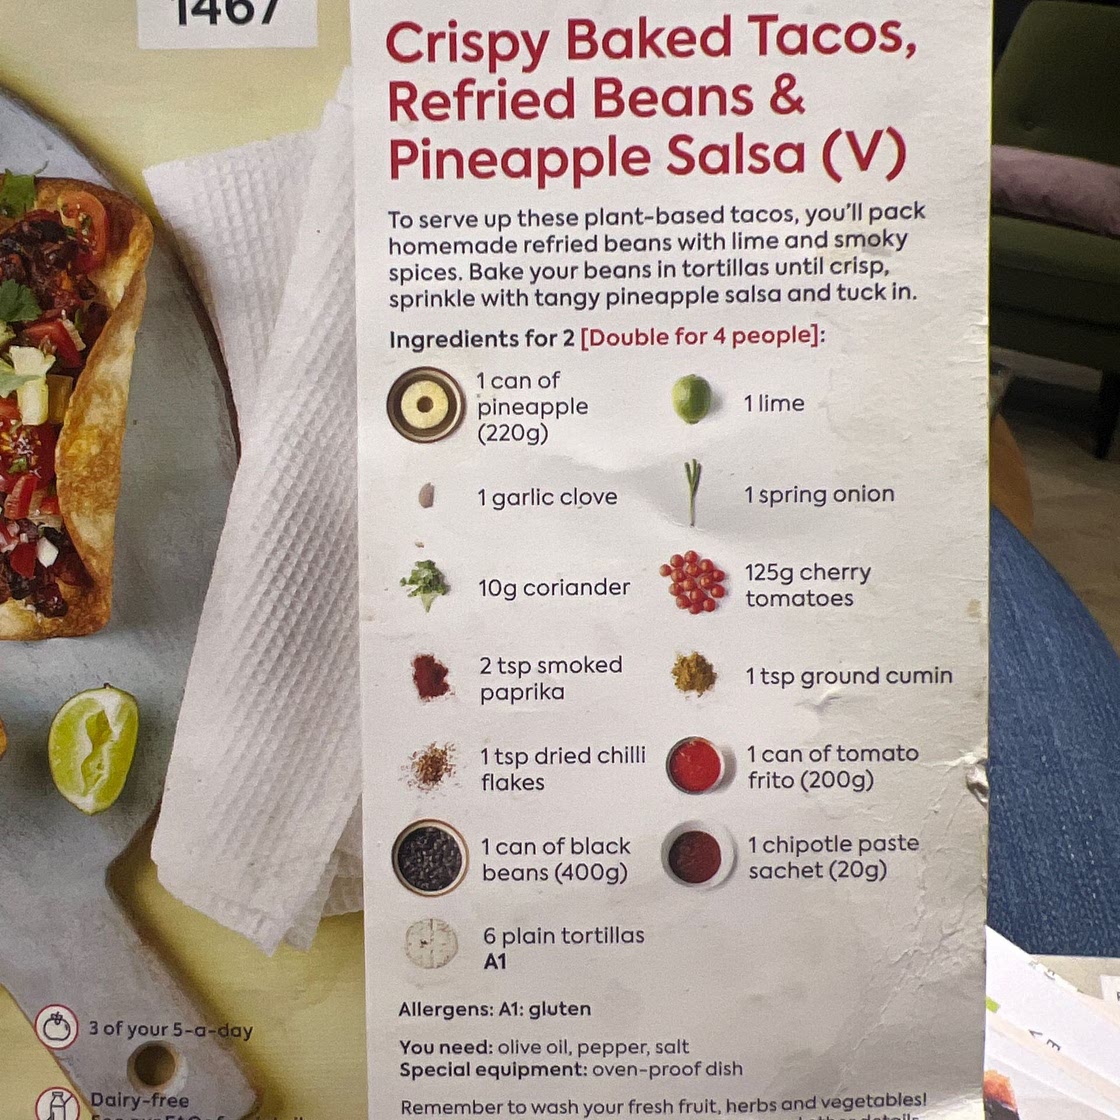 1467
Crispy Baked Tacos,
Refried Beans &
Pineapple Salsa (V)
To serve up these plant-based tacos, you'll pack
homemade refried beans with lime and smoky
spices. Bake your beans in tortillas until crisp,
sprinkle with tangy pineapple salsa and tuck in.
Ingredients for 2 [Double for 4 people]:
1 can of
pineapple
(220g)
1 lime
1 garlic clove
1 spring onion
10g coriander
125g cherry
tomatoes
2 tsp smoked
paprika
1 tsp ground cumin
1 tsp dried chilli
flakes
1 can of tomato
frito (200g)
1 can of black
beans (400g)
1 chipotle paste
sachet (20g)
6 plain tortillas
A1
Allergens: A1: gluten
You need: olive oil, pepper, salt
Special equipment: oven-proof dish
Remember to wash your fresh fruit, herbs and vegetables!
3 of your 5-a-day
Dairy-free